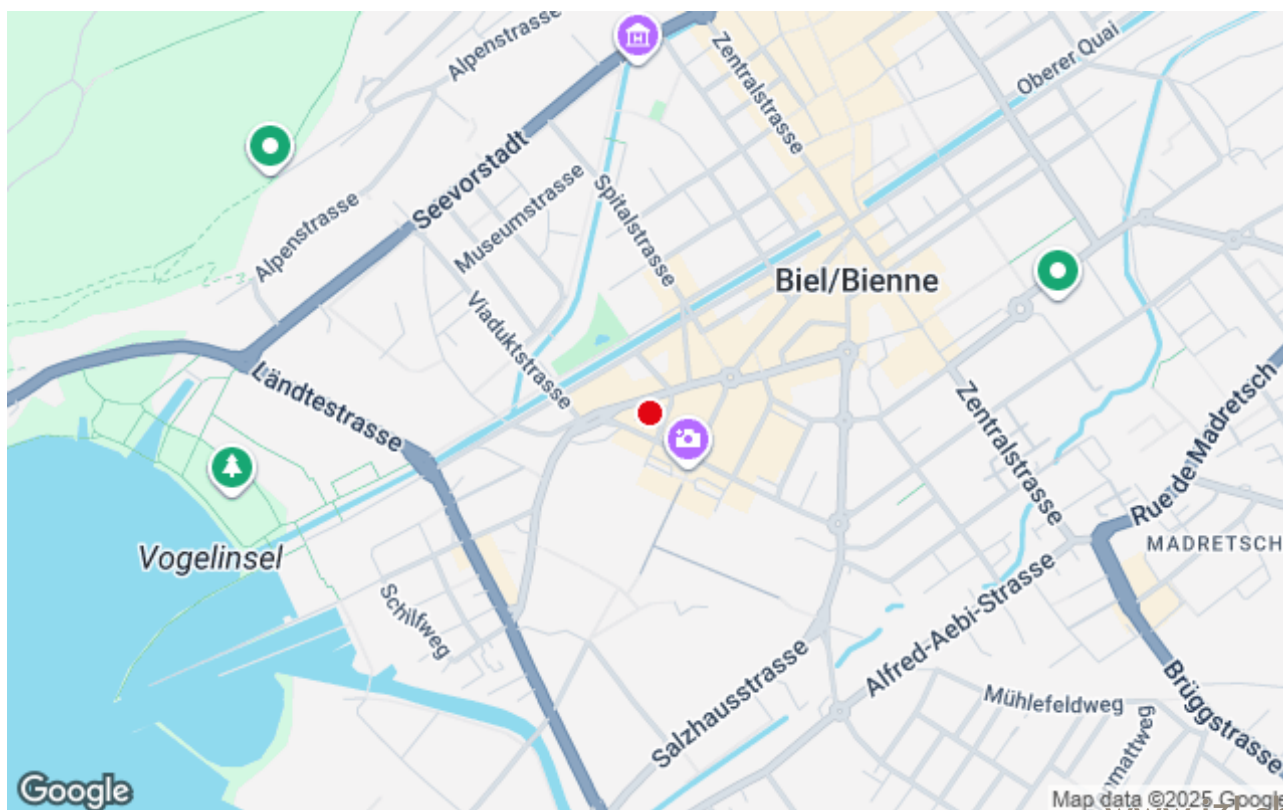 Alpenstrasse
Zentralstrasse
Oberer Quai
Seevorstadt
Museumstrasse
Spitalstrasse
Alpenstrasse
Biel/Bienne
Viaduktstrasse
Ländtestrasse
Zentralstrasse
Rue de Madretsch
Vogelinsel
MADRETSCH
Schilfweg
Alfred-Aebi-Strasse
Salzhausstrasse
Mühlefeldweg
Brüggstrasse
mattweg
Google
Map data ©2025 Google